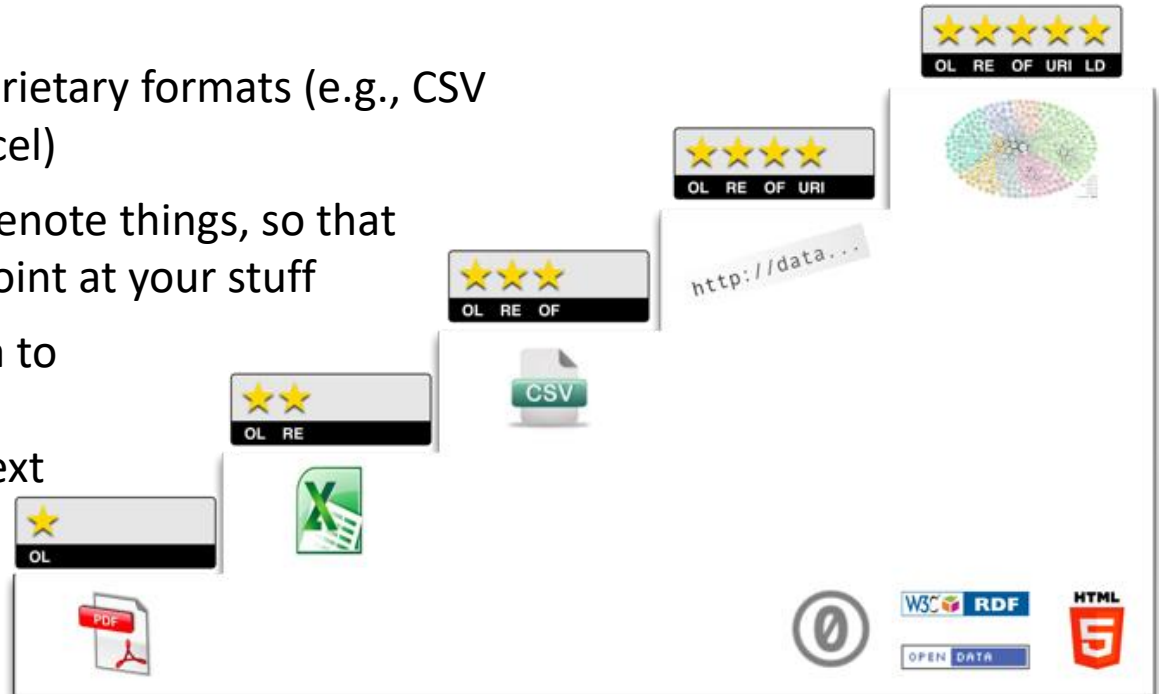 rietary formats (e.g., CSV
cel)
enote things, so that
oint at your stuff
to
ext
OL RE OF URI LD
OL RE OF URI
http://data...
OL RE OF
CSV
OL RE
X
OL
PDF
0
W3C RDF
OPEN DATA
HTML
5